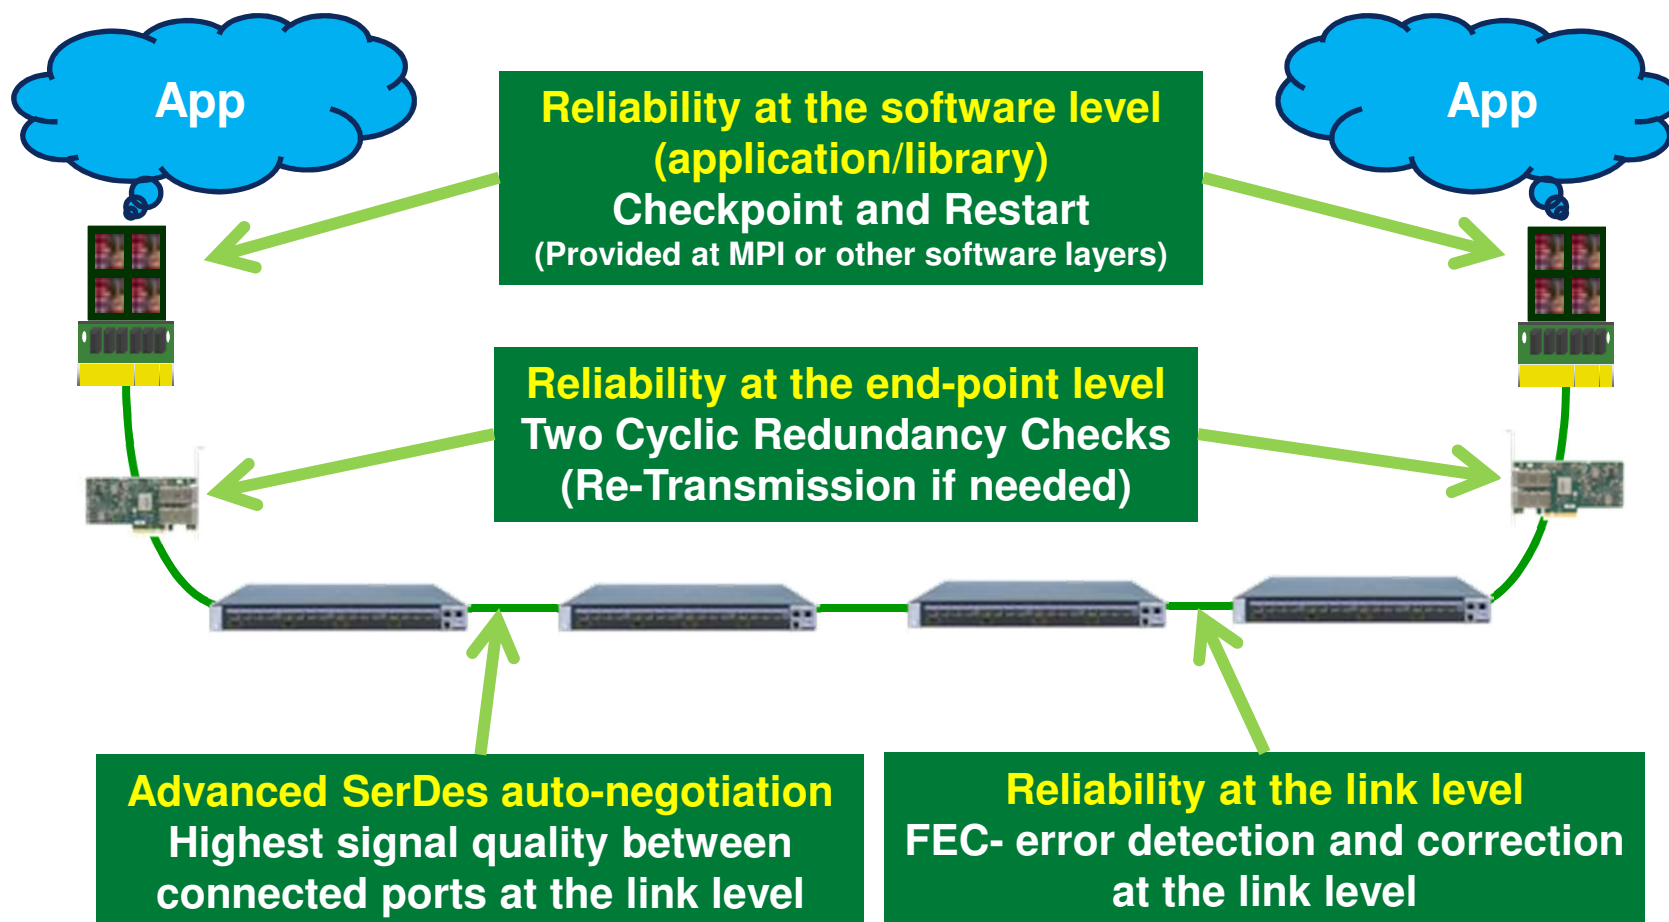 App
App
Reliability at the software level
(application/library)
Checkpoint and Restart
(Provided at MPI or other software layers)
Reliability at the end-point level
Two Cyclic Redundancy Checks
(Re-Transmission if needed)
Advanced SerDes auto-negotiation
Highest signal quality between
connected ports at the link level
Reliability at the link level
FEC- error detection and correction
at the link level